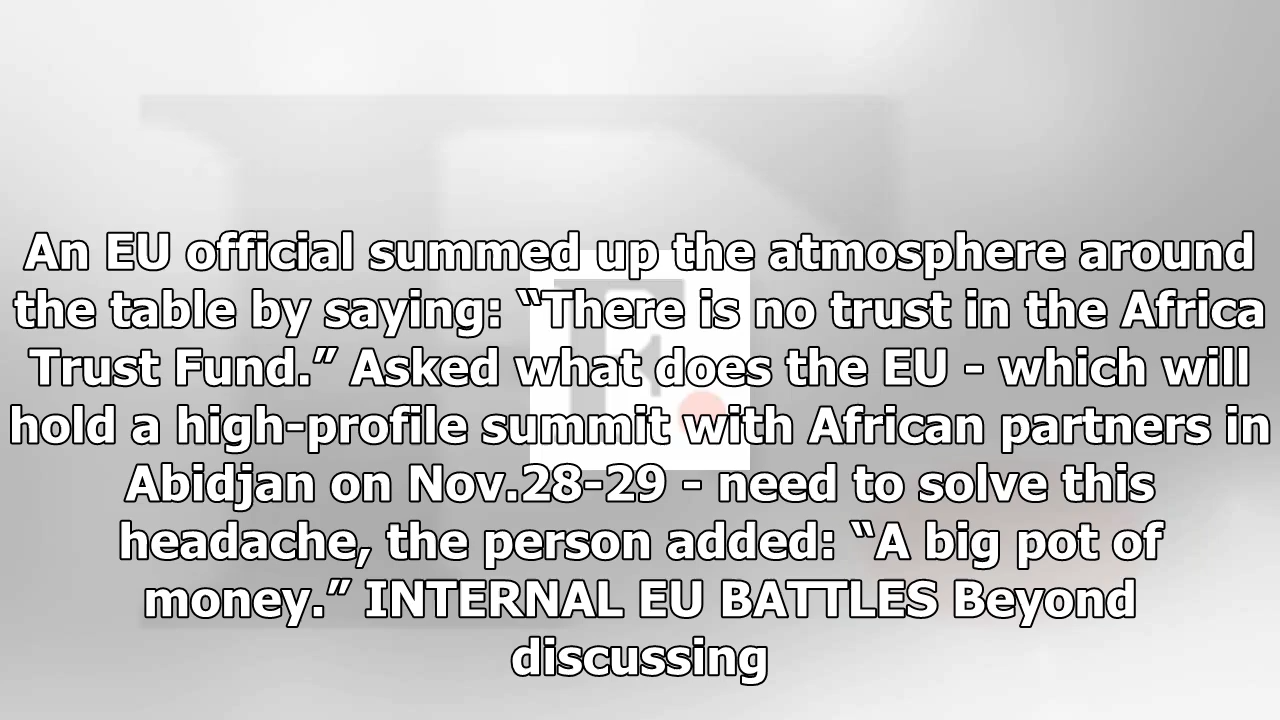 An EU official summed up the atmosphere around
the table by saying: “There is no trust in the Africa
Trust Fund.” Asked what does the EU - which will
hold a high-profile summit with African partners in
Abidjan on Nov.28-29 - need to solve this
headache, the person added: “A big pot of
money.” INTERNAL EU BATTLES Beyond
discussing